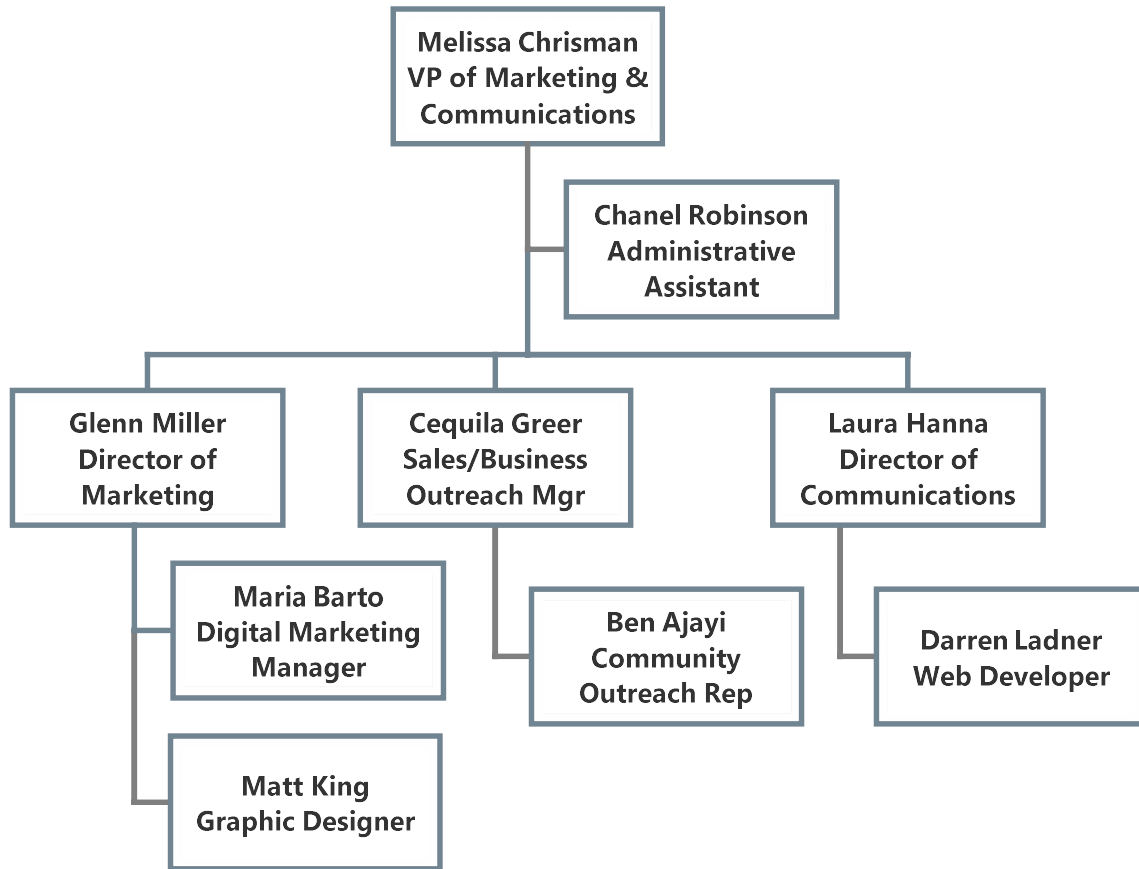 Melissa Chrisman
VP of Marketing &
Communications
Chanel Robinson
Administrative
Assistant
Glenn Miller
Director of
Marketing
Cequila Greer
Sales/Business
Outreach Mgr
Laura Hanna
Director of
Communications
Maria Barto
Digital Marketing
Manager
Ben Ajayi
Community
Outreach Rep
Darren Ladner
Web Developer
Matt King
Graphic Designer